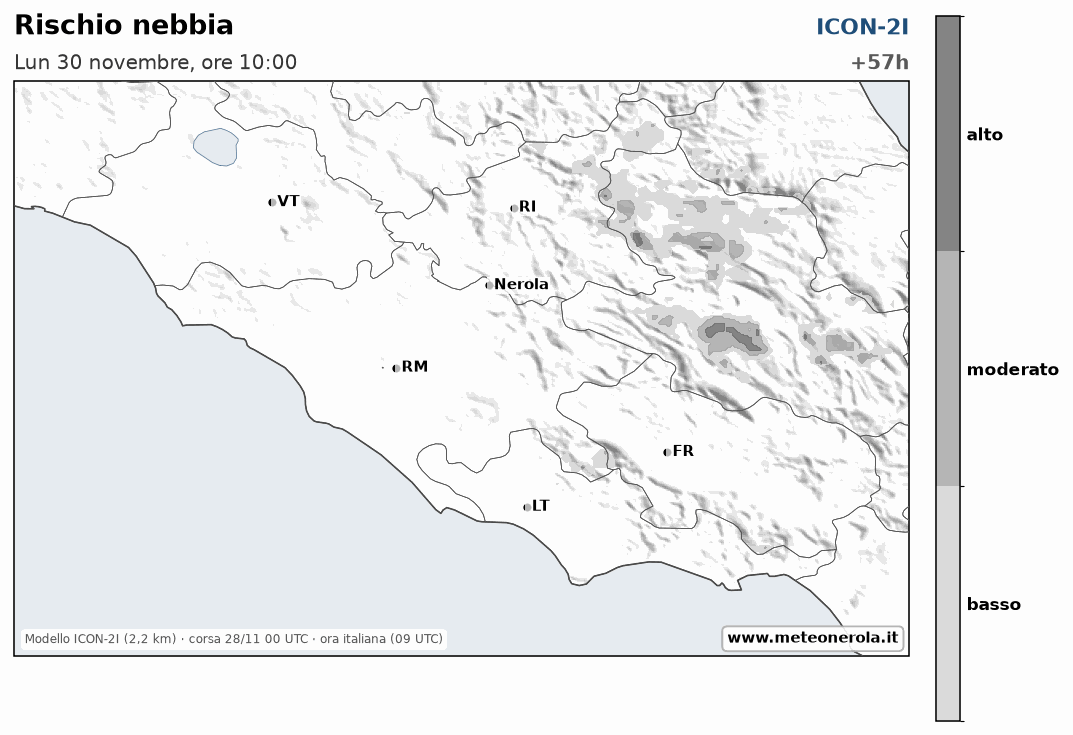 Rischio nebbia
ICON-2I
Lun 30 novembre, ore 10:00
+57h
alto
VT
RI
Nerola
RM
moderato
FR
LT
basso
Modello ICON-2I (2,2 km) · corsa 28/11 00 UTC · ora italiana (09 UTC)
www.meteonerola.it